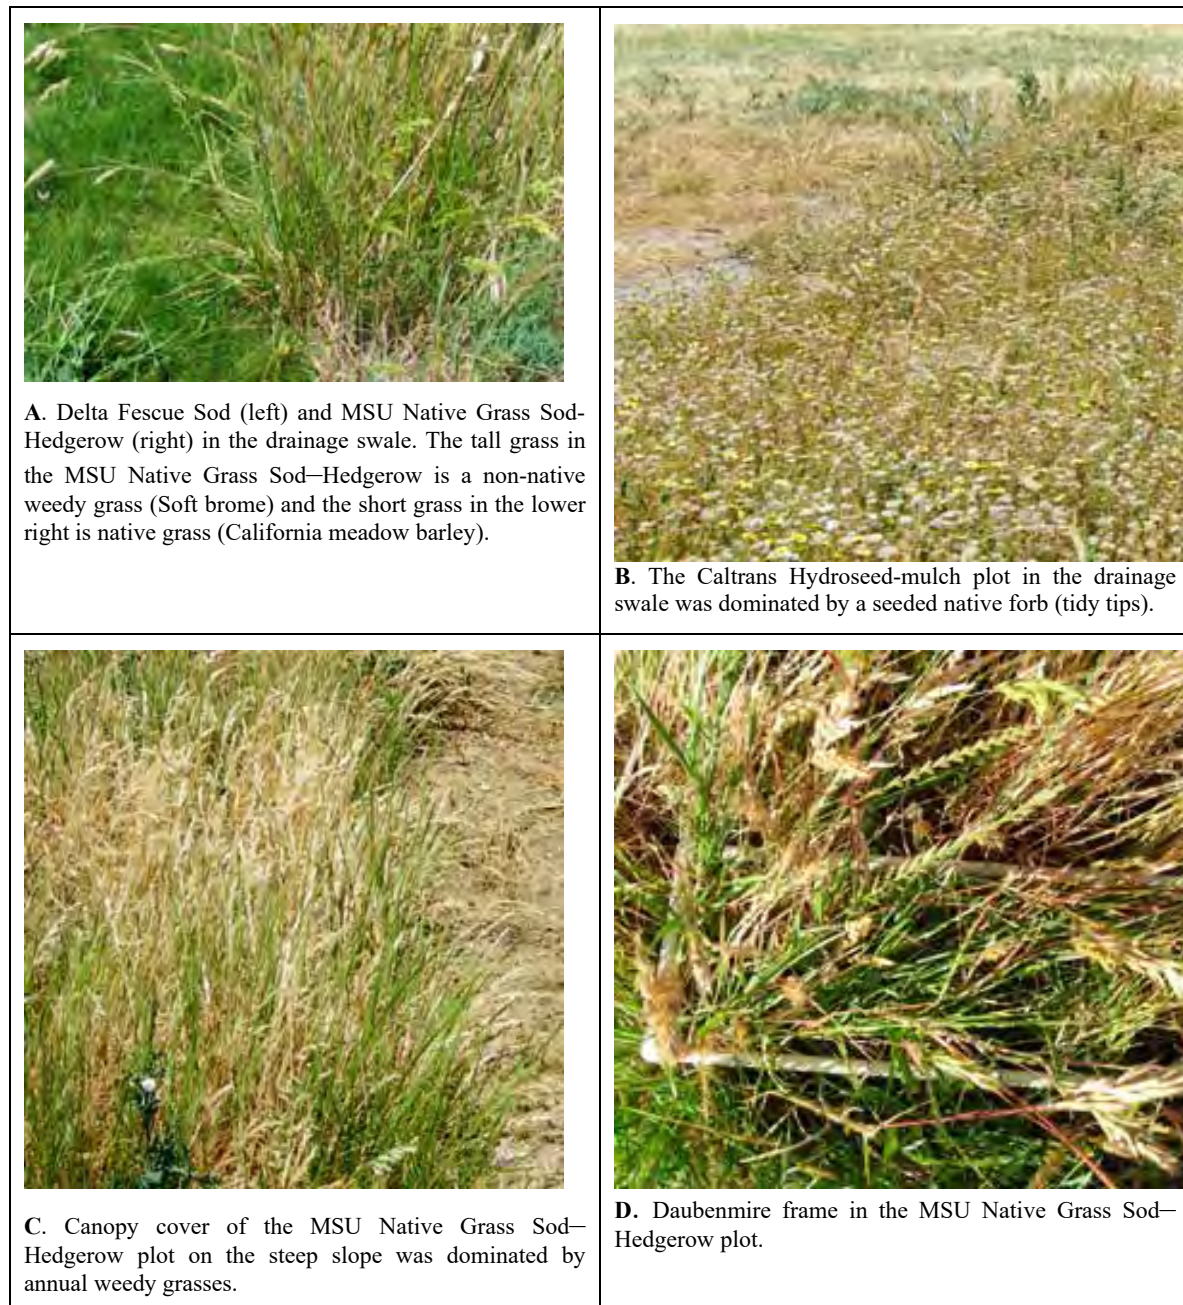 A. Delta Fescue Sod (left) and MSU Native Grass Sod-
Hedgerow (right) in the drainage swale. The tall grass in
the MSU Native Grass Sod─Hedgerow is a non-native
weedy grass (Soft brome) and the short grass in the lower
right is native grass (California meadow barley).
B. The Caltrans Hydroseed-mulch plot in the drainage
swale was dominated by a seeded native forb (tidy tips).
C. Canopy cover of the MSU Native Grass Sod─
Hedgerow plot on the steep slope was dominated by
annual weedy grasses.
D. Daubenmire frame in the MSU Native Grass Sod─
Hedgerow plot.